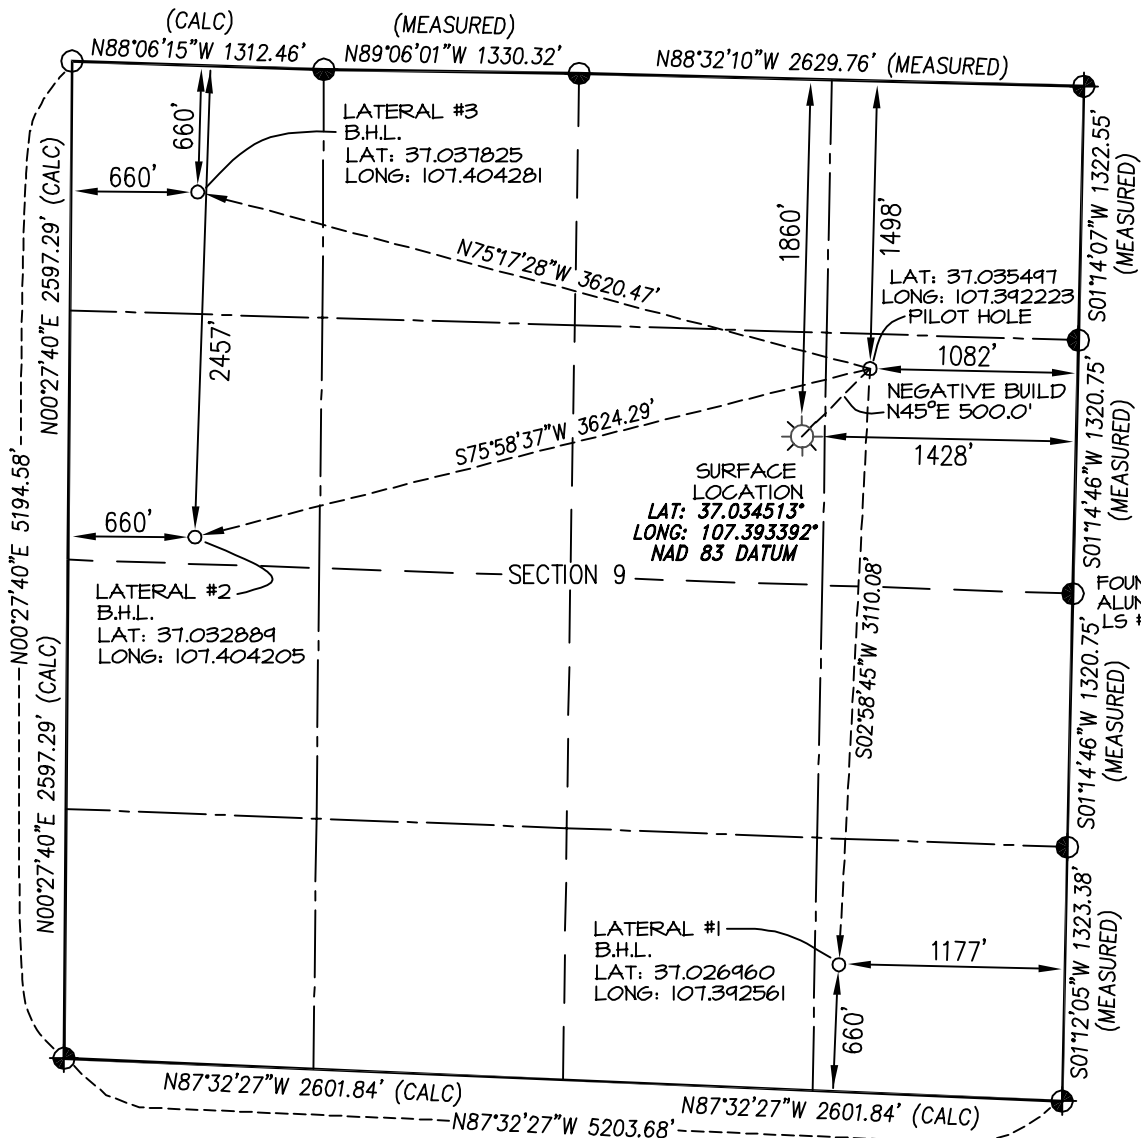 (CALC)
(MEASURED)
N88°06'15"W 1312.46'
N89°06'01"W 1330.32'
N88°32'10"W 2629.76' (MEASURED)
LATERAL #3
B.H.L.
LAT: 37.037825
LONG: 107.404281
660'
660'
N00°27'40"E 2597.29' (CALC)
2457'
N75°17'28"W 3620.47'
1860'
1498'
S01°14'07"W 1322.55'
(MEASURED)
LAT: 37.035497
LONG: 107.392223
PILOT HOLE
1082'
NEGATIVE BUILD
N45°E 500.0'
S75°58'37"W 3624.29'
1428'
S01°14'46"W 1320.75'
(MEASURED)
SURFACE
LOCATION
LAT: 37.034513°
LONG: 107.393392°
NAD 83 DATUM
660'
N00°27'40"E 5194.58'
SECTION 9
LATERAL #2
B.H.L.
LAT: 37.032889
LONG: 107.404205
FOUN
ALUM
LS #
S02°58'45"W 3110.08'
S01°14'46"W 1320.75'
(MEASURED)
N00°27'40"E 2597.29' (CALC)
LATERAL #1
B.H.L.
LAT: 37.026960
LONG: 107.392561
1177'
660'
S01°12'05"W 1323.38'
(MEASURED)
N87°32'27"W 2601.84' (CALC)
N87°32'27"W 2601.84' (CALC)
N87°32'27"W 5203.68'